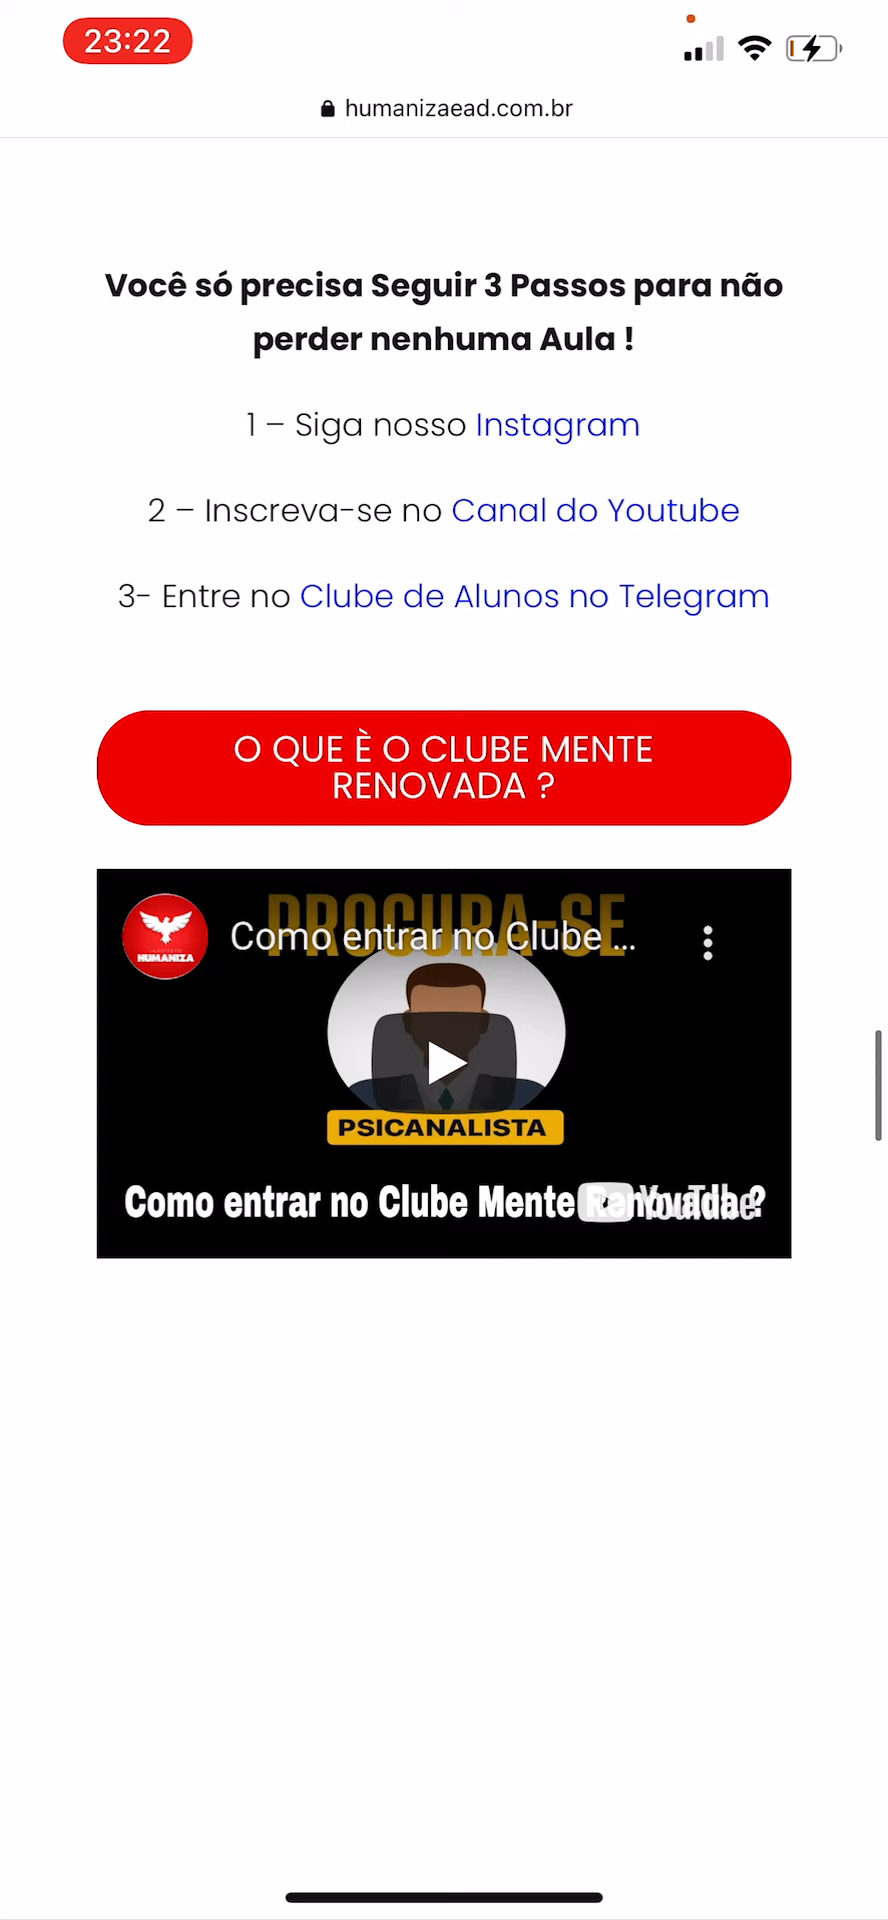 23:22
humanizaead.com.br
Você só precisa Seguir 3 Passos para não
perder nenhuma Aula !
1 – Siga nosso Instagram
2 – Inscreva-se no Canal do Youtube
3- Entre no Clube de Alunos no Telegram
O QUE È O CLUBE MENTE
RENOVADA ?
PROCURA-SE
Como entrar no Clube ...
HUMANIZA
PSICANALISTA
Como entrar no Clube Mente Renovada ?
YouTube